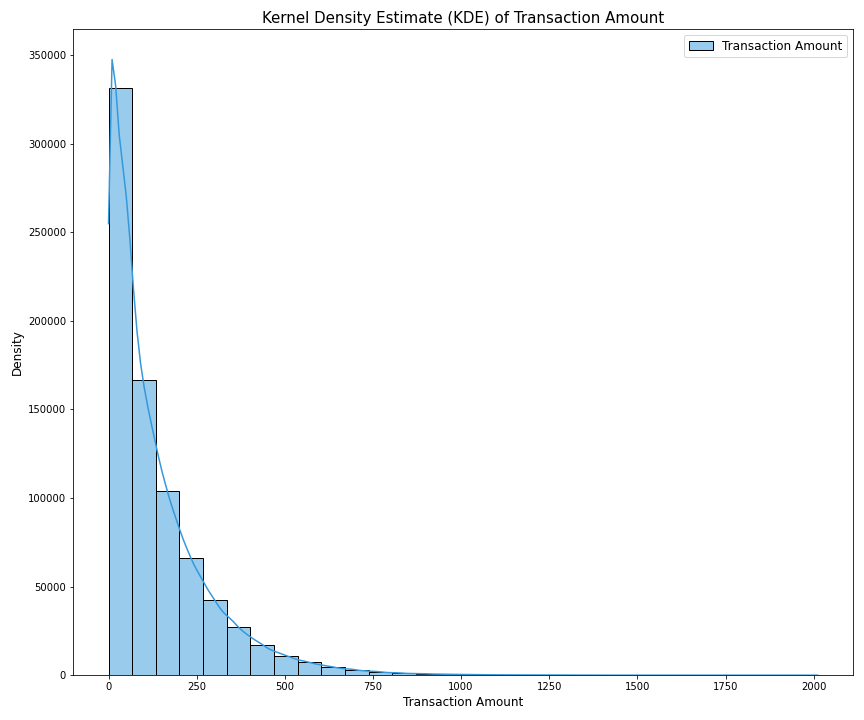 Kernel Density Estimate (KDE) of Transaction Amount
Transaction Amount
350000
300000
250000
200000
150000
100000
50000
0
Density
0 250 500 750 1000 1250 1500 1750 2000
Transaction Amount